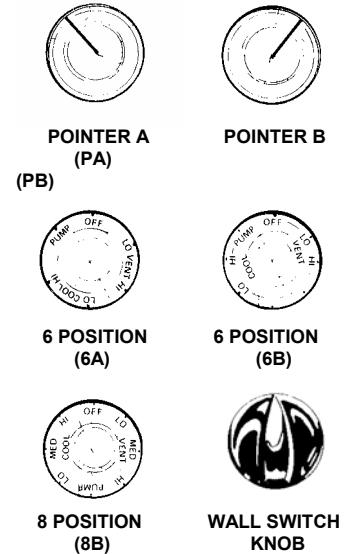 POINTER A
(PA)
POINTER B
(PB)
OFF
LO
VENT
HI
LO
COOL
HI
PUMP
6 POSITION
(6A)
OFF
LO
VENT
HI
LO
COOL
HI
PUMP
6 POSITION
(6B)
OFF
LO
VENT
MED
HI
PUMP
LO
MED
COOL
HI
8 POSITION
(8B)
WALL SWITCH
KNOB